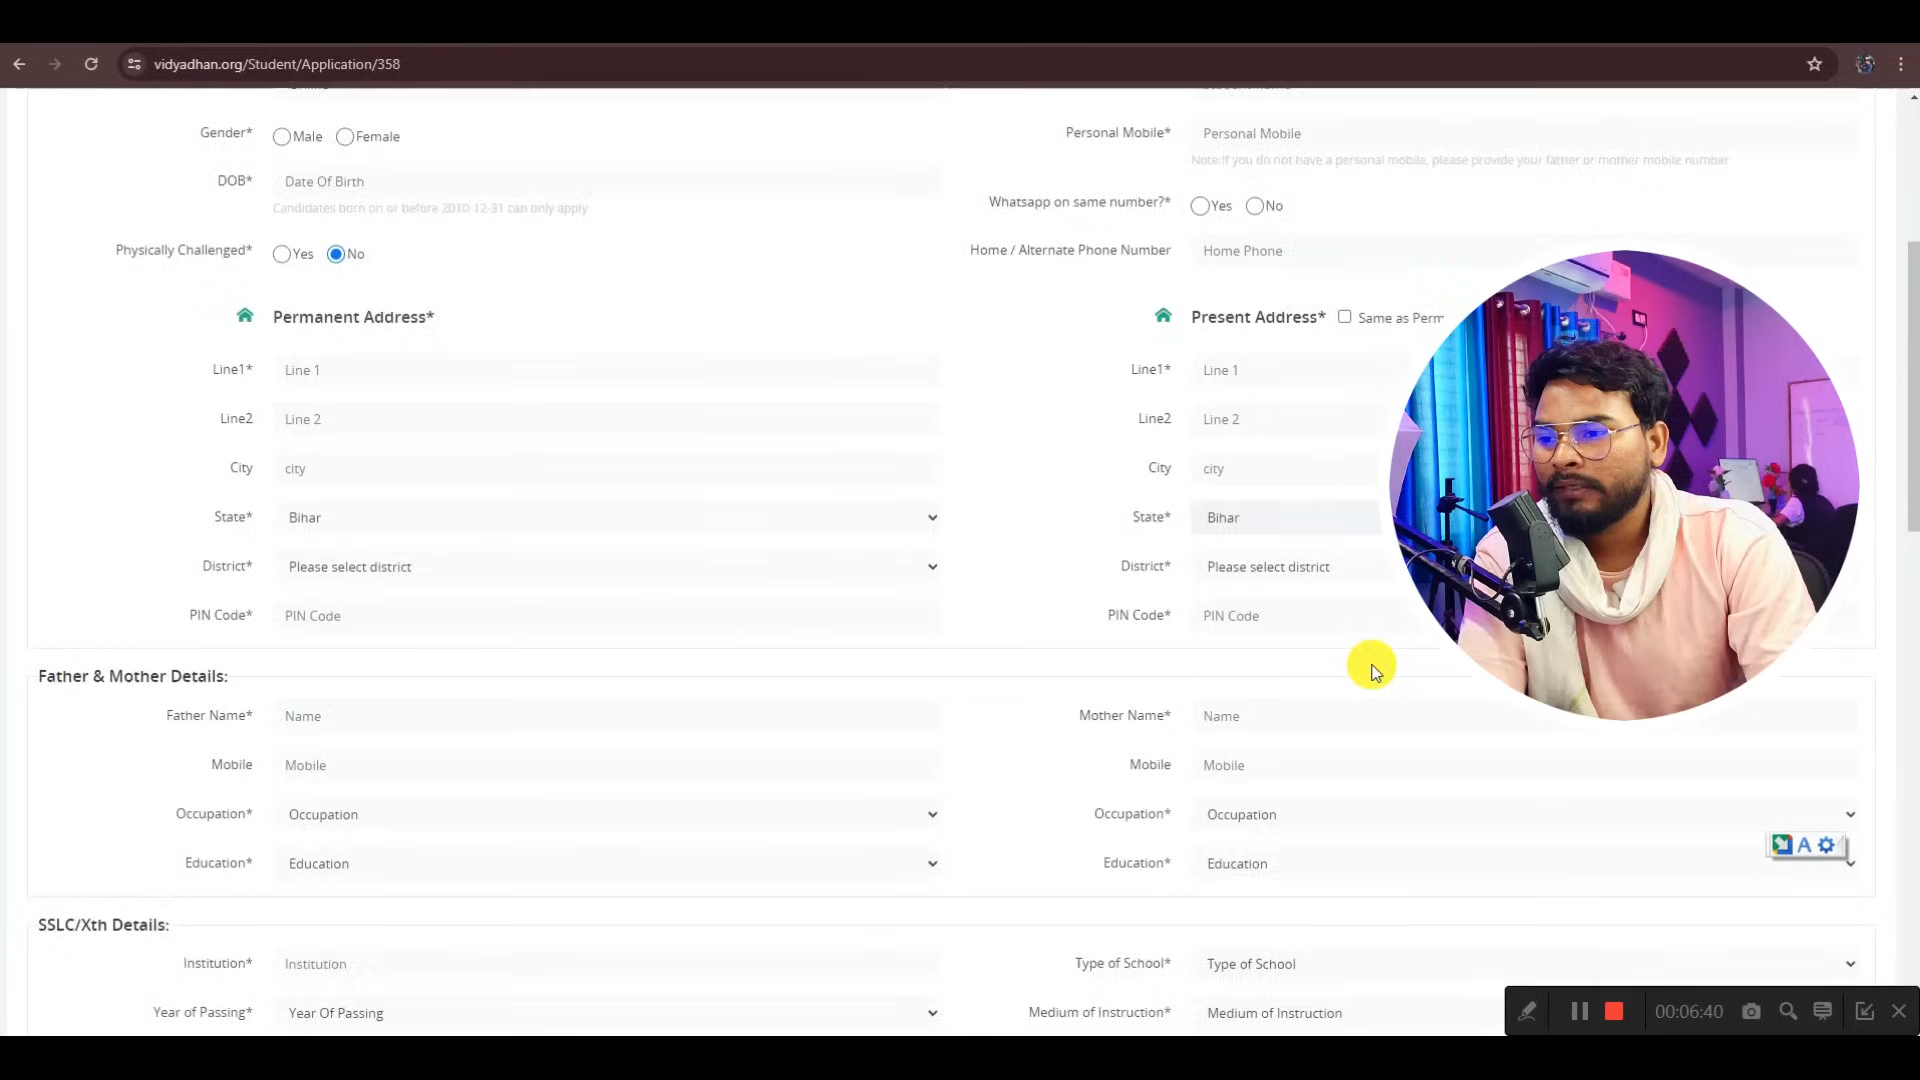 vidyadhan.org/Student/Application/358
Gender* Male Female
Personal Mobile* Personal Mobile
Note:If you do not have a personal mobile, please provide your father or mother mobile number
DOB* Date Of Birth
Candidates born on or before 2010-12-31 can only apply
Whatsapp on same number?* Yes No
Physically Challenged* Yes No
Home / Alternate Phone Number Home Phone
Permanent Address*
Present Address* Same as Perm
Line1* Line 1
Line1* Line 1
Line2 Line 2
Line2 Line 2
City city
City city
State* Bihar
State* Bihar
District* Please select district
District* Please select district
PIN Code* PIN Code
PIN Code* PIN Code
Father & Mother Details:
Father Name* Name
Mother Name* Name
Mobile Mobile
Mobile Mobile
Occupation* Occupation
Occupation* Occupation
Education* Education
Education* Education
A
SSLC/Xth Details:
Institution* Institution
Type of School* Type of School
Year of Passing* Year Of Passing
Medium of Instruction* Medium of Instruction
00:06:40